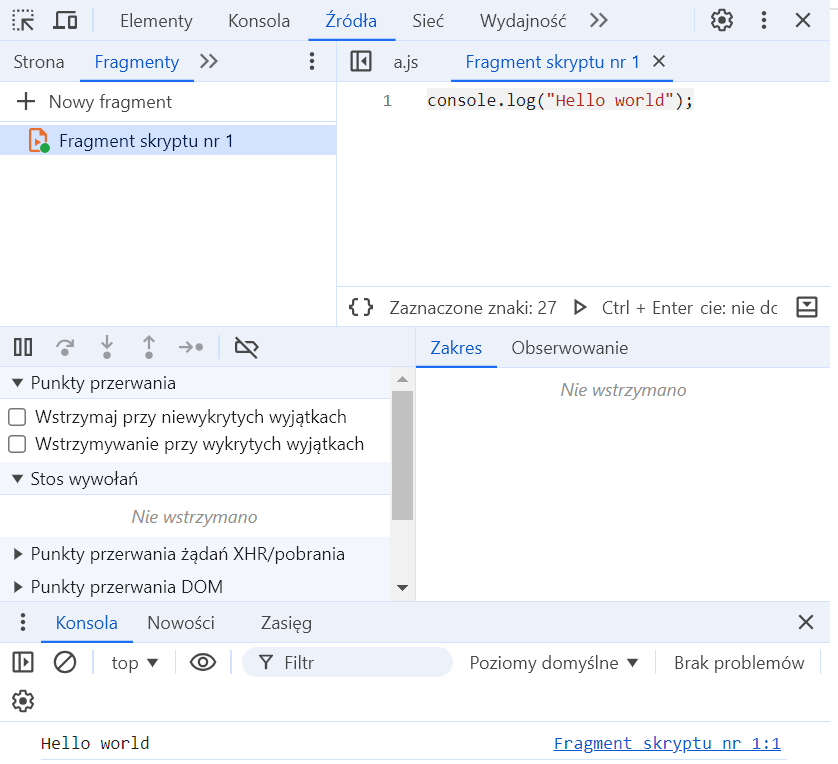 Elementy Konsola Źródła Sieć Wydajność
Strona Fragmenty a.js Fragment skryptu nr 1
Nowy fragment
1 console.log("Hello world");
Fragment skryptu nr 1
Zaznaczone znaki: 27 Ctrl + Enter cie: nie do
Zakres Obserwowanie
Punkty przerwania
Nie wstrzymano
Wstrzymaj przy niewykrytych wyjątkach
Wstrzymywanie przy wykrytych wyjątkach
Stos wywołań
Nie wstrzymano
Punkty przerwania żądań XHR/pobrania
Punkty przerwania DOM
Konsola Nowości Zasięg
top Filtr Poziomy domyślne Brak problemów
Hello world Fragment skryptu nr 1:1